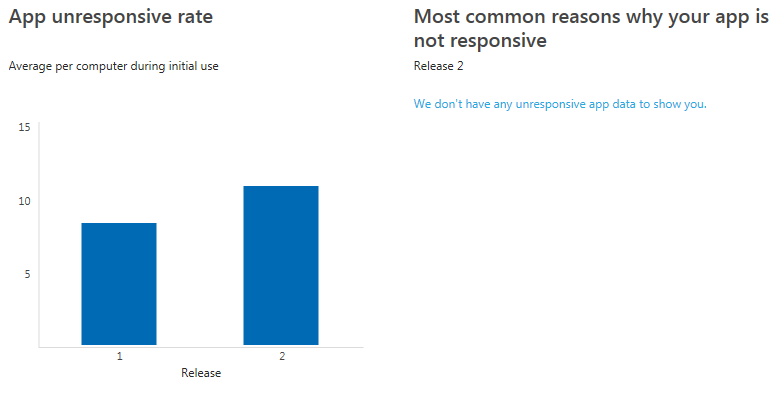 App unresponsive rate
Average per computer during initial use
15
10
5
1
2
Release
Most common reasons why your app is
not responsive
Release 2
We don't have any unresponsive app data to show you.